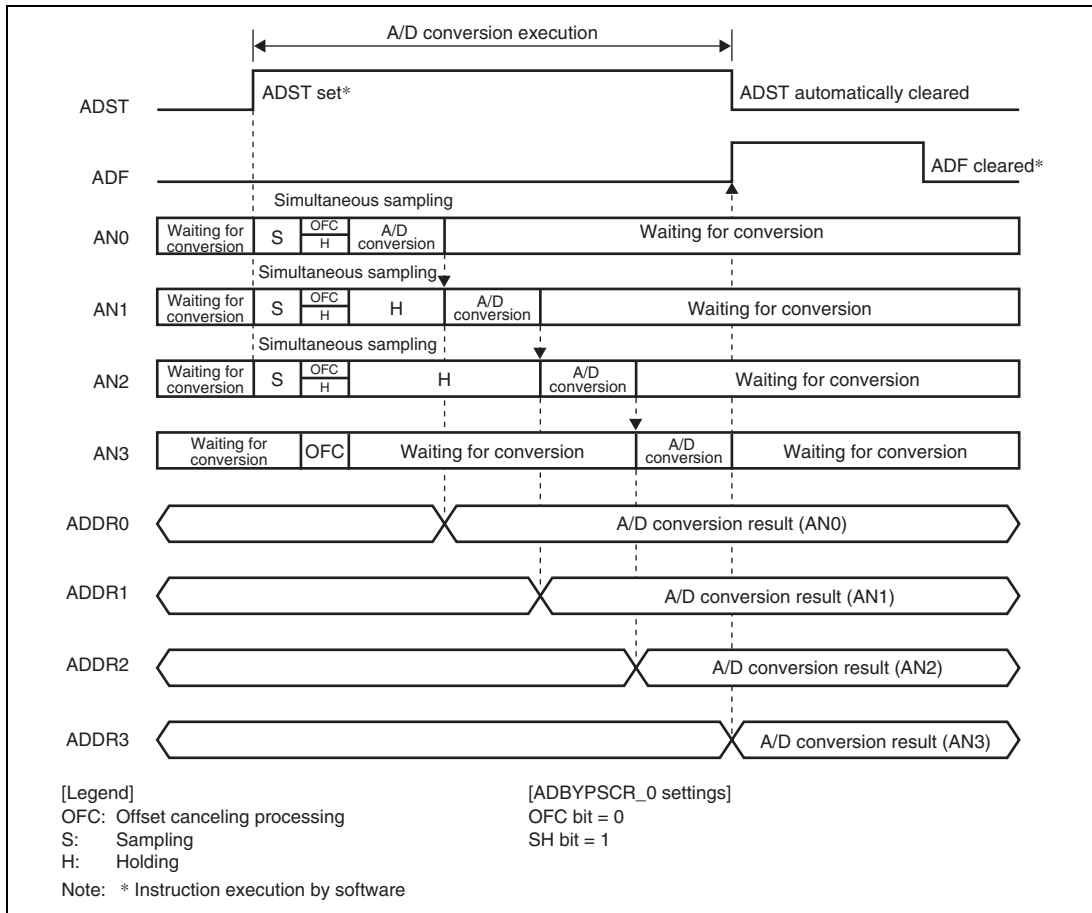 A/D conversion execution
ADST
ADST set*
ADST automatically cleared
ADF
ADF cleared*
Simultaneous sampling
AN0
Waiting for
conversion
S
OFC
H
A/D
conversion
Waiting for conversion
Simultaneous sampling
AN1
Waiting for
conversion
S
OFC
H
H
A/D
conversion
Waiting for conversion
Simultaneous sampling
AN2
Waiting for
conversion
S
OFC
H
H
A/D
conversion
Waiting for conversion
AN3
Waiting for
conversion
OFC
Waiting for conversion
A/D
conversion
Waiting for conversion
ADDR0
A/D conversion result (AN0)
ADDR1
A/D conversion result (AN1)
ADDR2
A/D conversion result (AN2)
ADDR3
A/D conversion result (AN3)
[Legend]
OFC: Offset canceling processing
S: Sampling
H: Holding
[ADBYPSCR_0 settings]
OFC bit = 0
SH bit = 1
Note: * Instruction execution by software